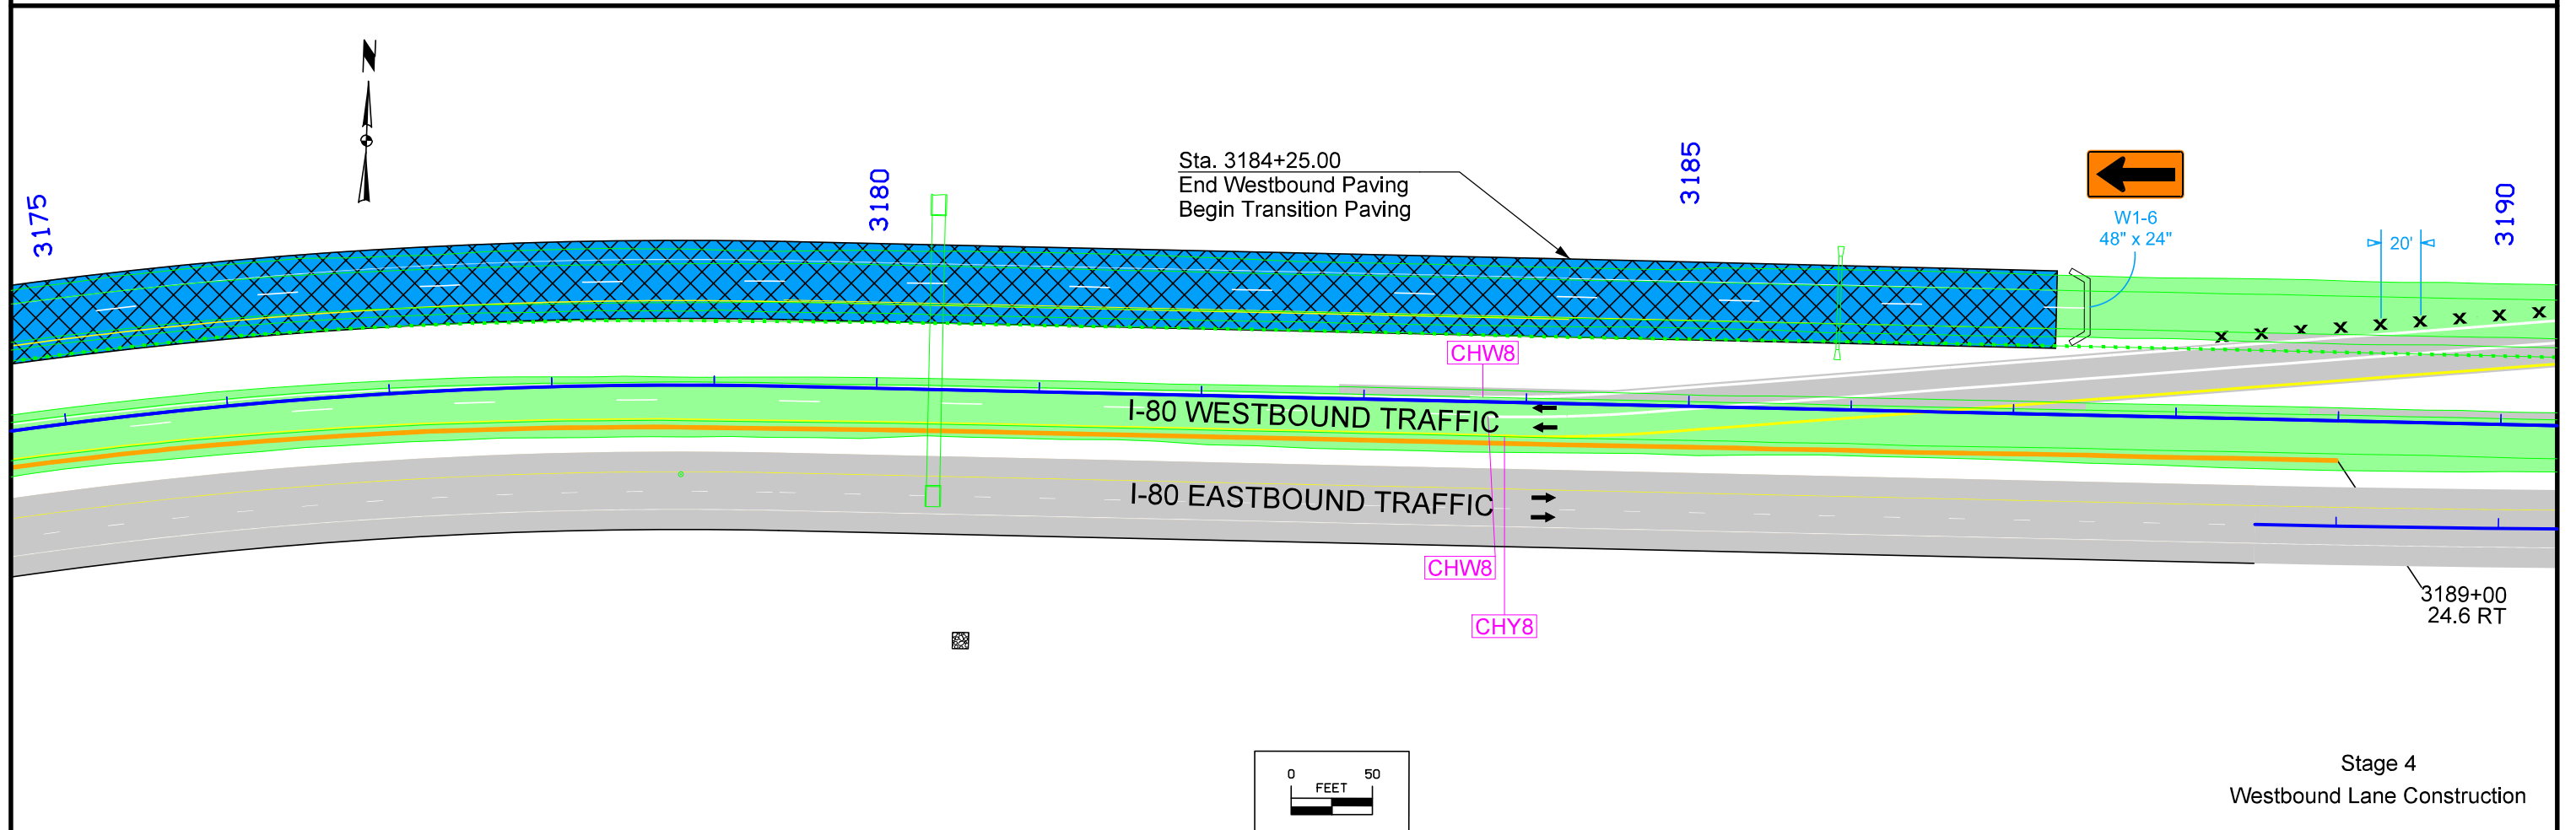 N
3175
3180
3185
3190
Sta. 3184+25.00
End Westbound Paving
Begin Transition Paving
W1-6
48" x 24"
20'
x x x x x x x x x
CHW8
I-80 WESTBOUND TRAFFIC
I-80 EASTBOUND TRAFFIC
CHW8
CHY8
3189+00
24.6 RT
0 50
FEET
Stage 4
Westbound Lane Construction